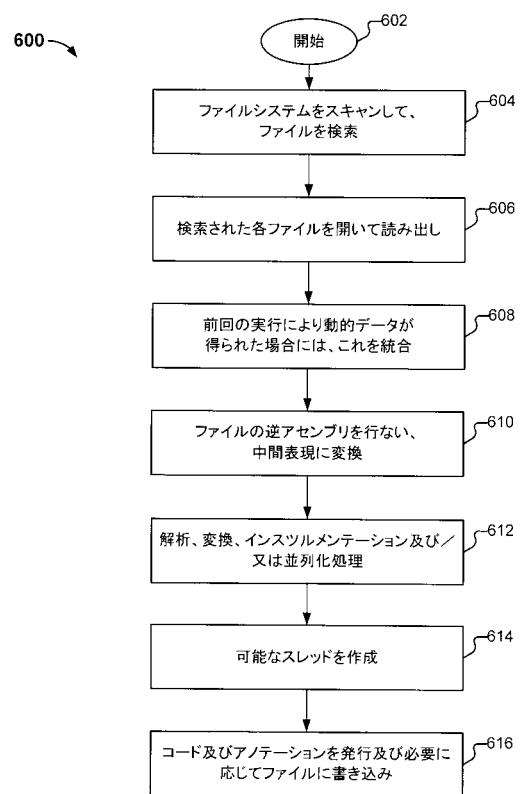 600
開始
602
ファイルシステムをスキャンして、
ファイルを検索
604
検索された各ファイルを開いて読み出し
606
前回の実行により動的データが
得られた場合には、これを統合
608
ファイルの逆アセンブリを行ない、
中間表現に変換
610
解析、変換、インスツルメンテーション及び／
又は並列化処理
612
可能なスレッドを作成
614
コード及びアノテーションを発行及び必要に
応じてファイルに書き込み
616